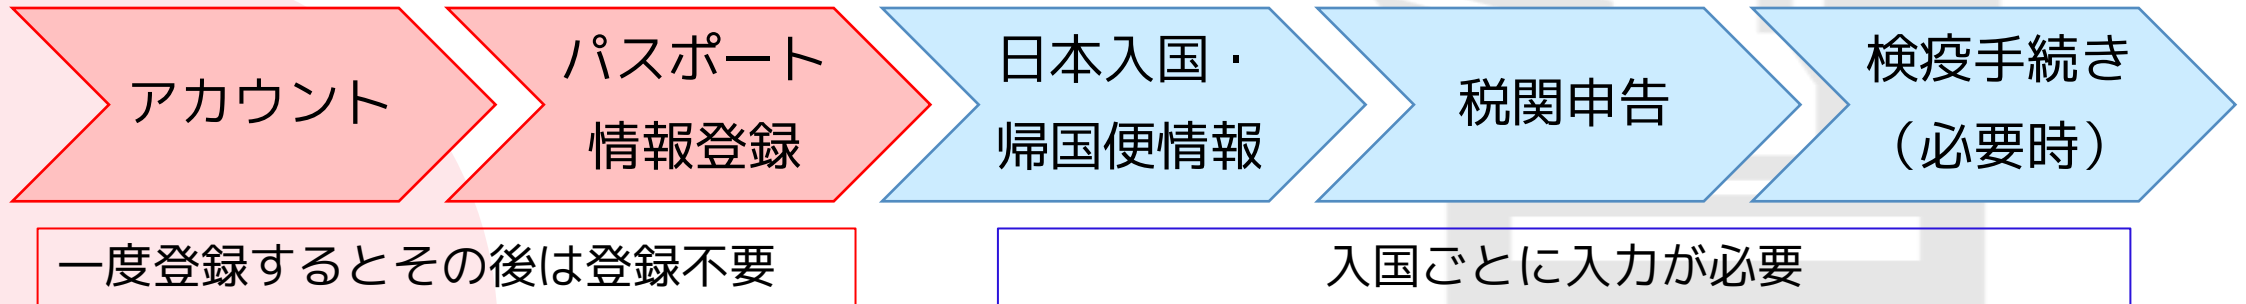 アカウント
パスポート
情報登録
日本入国・
帰国便情報
税関申告
検疫手続き
（必要時）
一度登録するとその後は登録不要
入国ごとに入力が必要